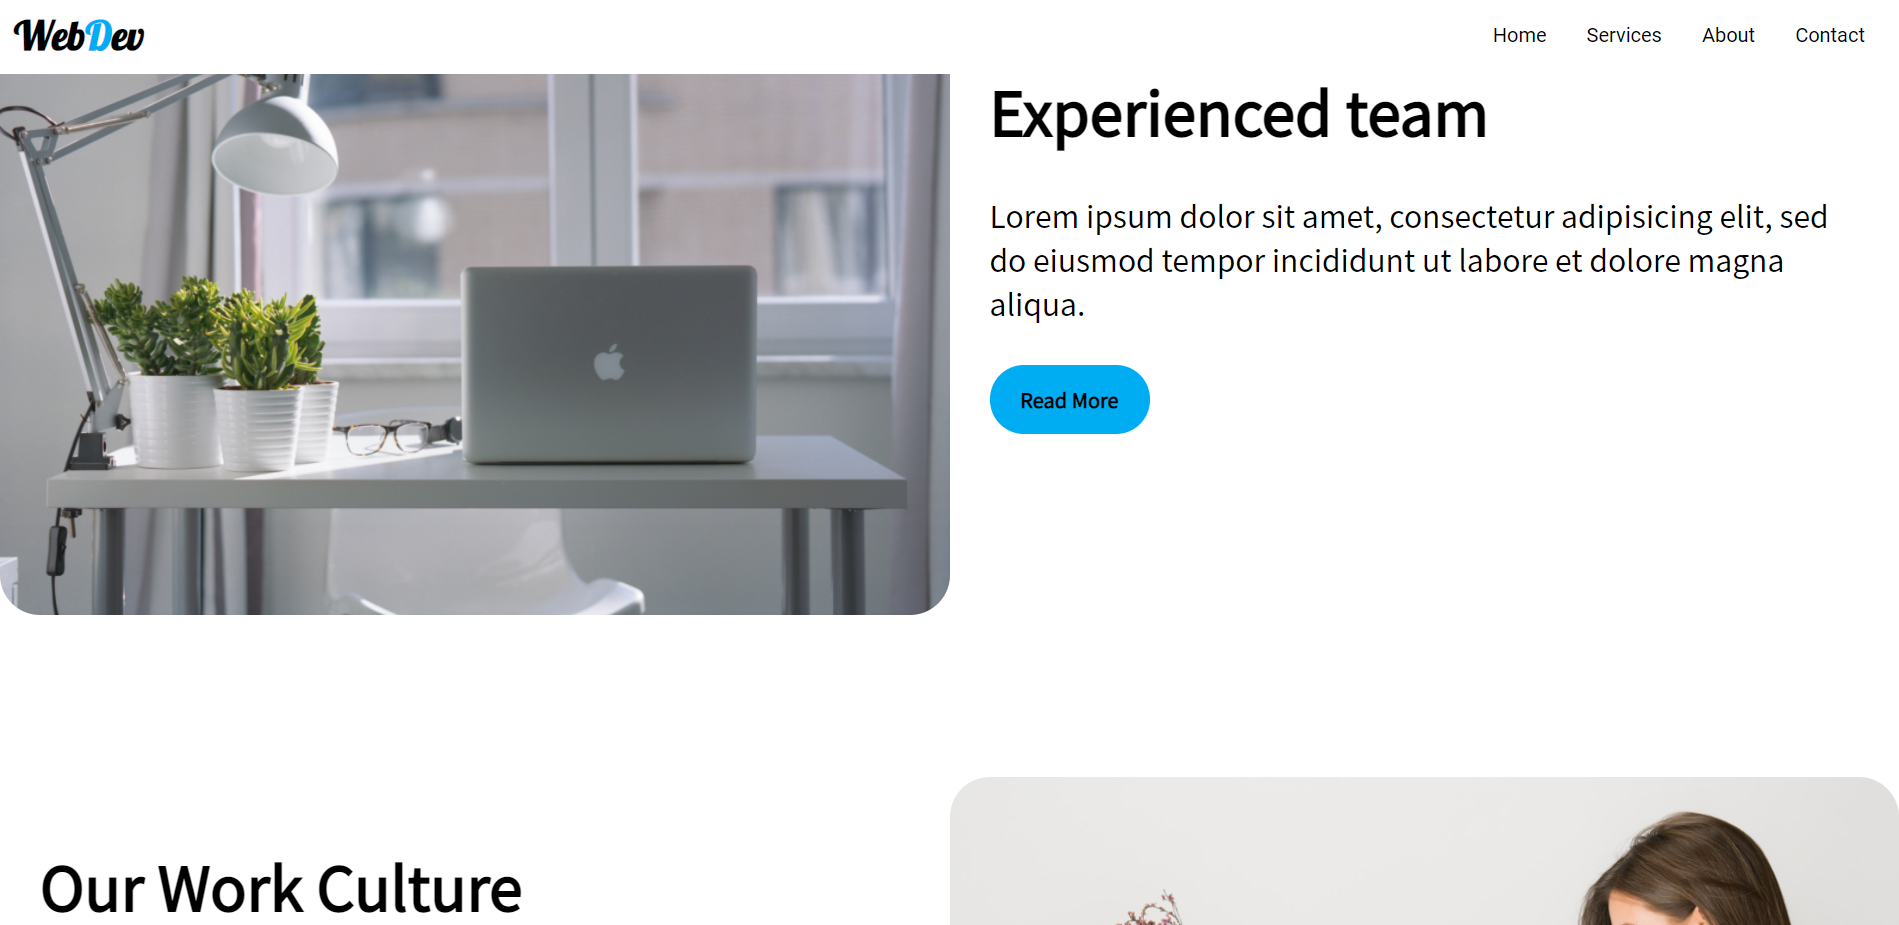 WebDev
Home Services About Contact
Experienced team
Lorem ipsum dolor sit amet, consectetur adipisicing elit, sed
do eiusmod tempor incididunt ut labore et dolore magna
aliqua.
Read More
Our Work Culture